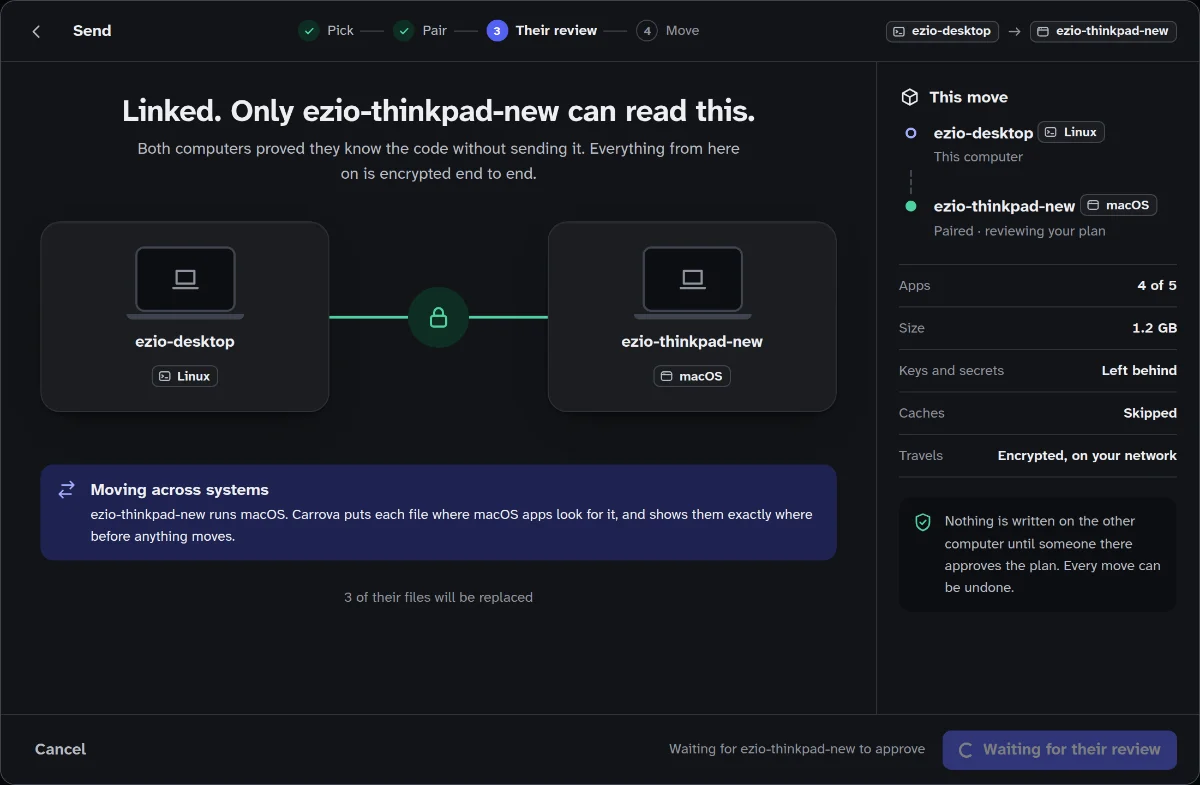 Send
Pick
Pair
3 Their review
4 Move
ezio-desktop
ezio-thinkpad-new
Linked. Only ezio-thinkpad-new can read this.
Both computers proved they know the code without sending it. Everything from here
on is encrypted end to end.
ezio-desktop
Linux
ezio-thinkpad-new
macOS
Moving across systems
ezio-thinkpad-new runs macOS. Carrova puts each file where macOS apps look for it, and shows them exactly where
before anything moves.
3 of their files will be replaced
This move
ezio-desktop Linux
This computer
ezio-thinkpad-new macOS
Paired · reviewing your plan
Apps 4 of 5
Size 1.2 GB
Keys and secrets Left behind
Caches Skipped
Travels Encrypted, on your network
Nothing is written on the other
computer until someone there
approves the plan. Every move can
be undone.
Cancel
Waiting for ezio-thinkpad-new to approve
Waiting for their review